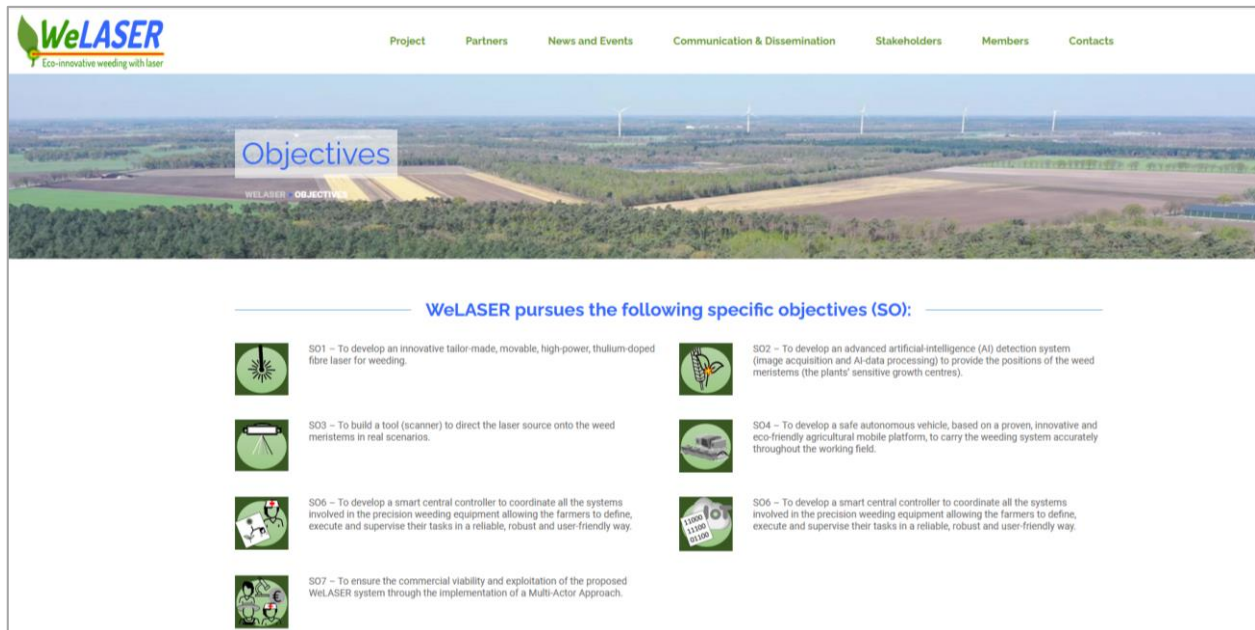 WeLASER
Eco-innovative weeding with laser
Project Partners News and Events Communication & Dissemination Stakeholders Members Contacts
Objectives
WELASER > OBJECTIVES
WeLASER pursues the following specific objectives (SO):
SO1 – To develop an innovative tailor-made, movable, high-power, thulium-doped
fibre laser for weeding.
SO2 – To develop an advanced artificial-intelligence (AI) detection system
(image acquisition and AI-data processing) to provide the positions of the weed
meristems (the plants' sensitive growth centres).
SO3 – To build a tool (scanner) to direct the laser source onto the weed
meristems in real scenarios.
SO4 – To develop a safe autonomous vehicle, based on a proven, innovative and
eco-friendly agricultural mobile platform, to carry the weeding system accurately
throughout the working field.
SO6 – To develop a smart central controller to coordinate all the systems
involved in the precision weeding equipment allowing the farmers to define,
execute and supervise their tasks in a reliable, robust and user-friendly way.
11000
11100
01100
IOT
SO6 – To develop a smart central controller to coordinate all the systems
involved in the precision weeding equipment allowing the farmers to define,
execute and supervise their tasks in a reliable, robust and user-friendly way.
€
SO7 – To ensure the commercial viability and exploitation of the proposed
WeLASER system through the implementation of a Multi-Actor Approach.